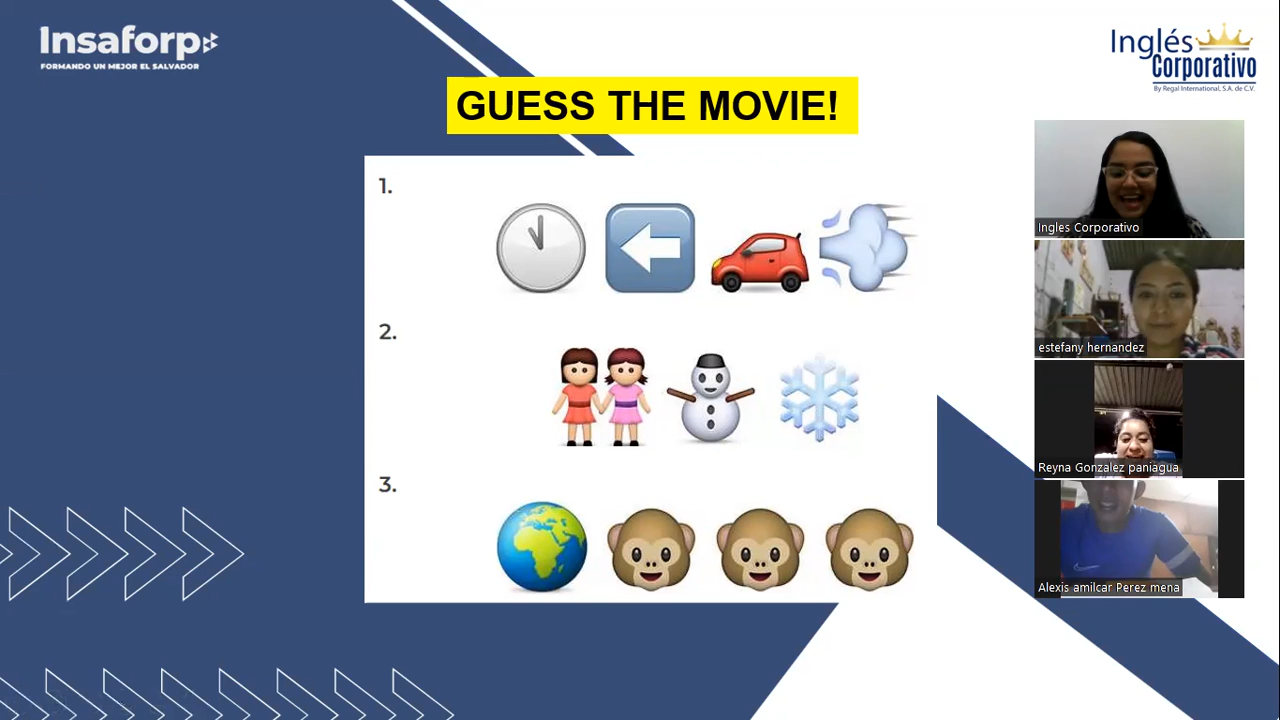 Insaforp
FORMANDO UN MEJOR EL SALVADOR
Inglés
Corporativo
By Regal International, S.A. de C.V.
GUESS THE MOVIE!
1.
2.
3.
Ingles Corporativo
estefany hernandez
Reyna Gonzalez paniagua
Alexis amilcar Perez mena